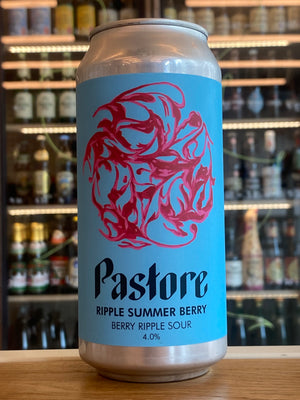 Pastore
RIPPLE SUMMER BERRY
BERRY RIPPLE SOUR
4.0%